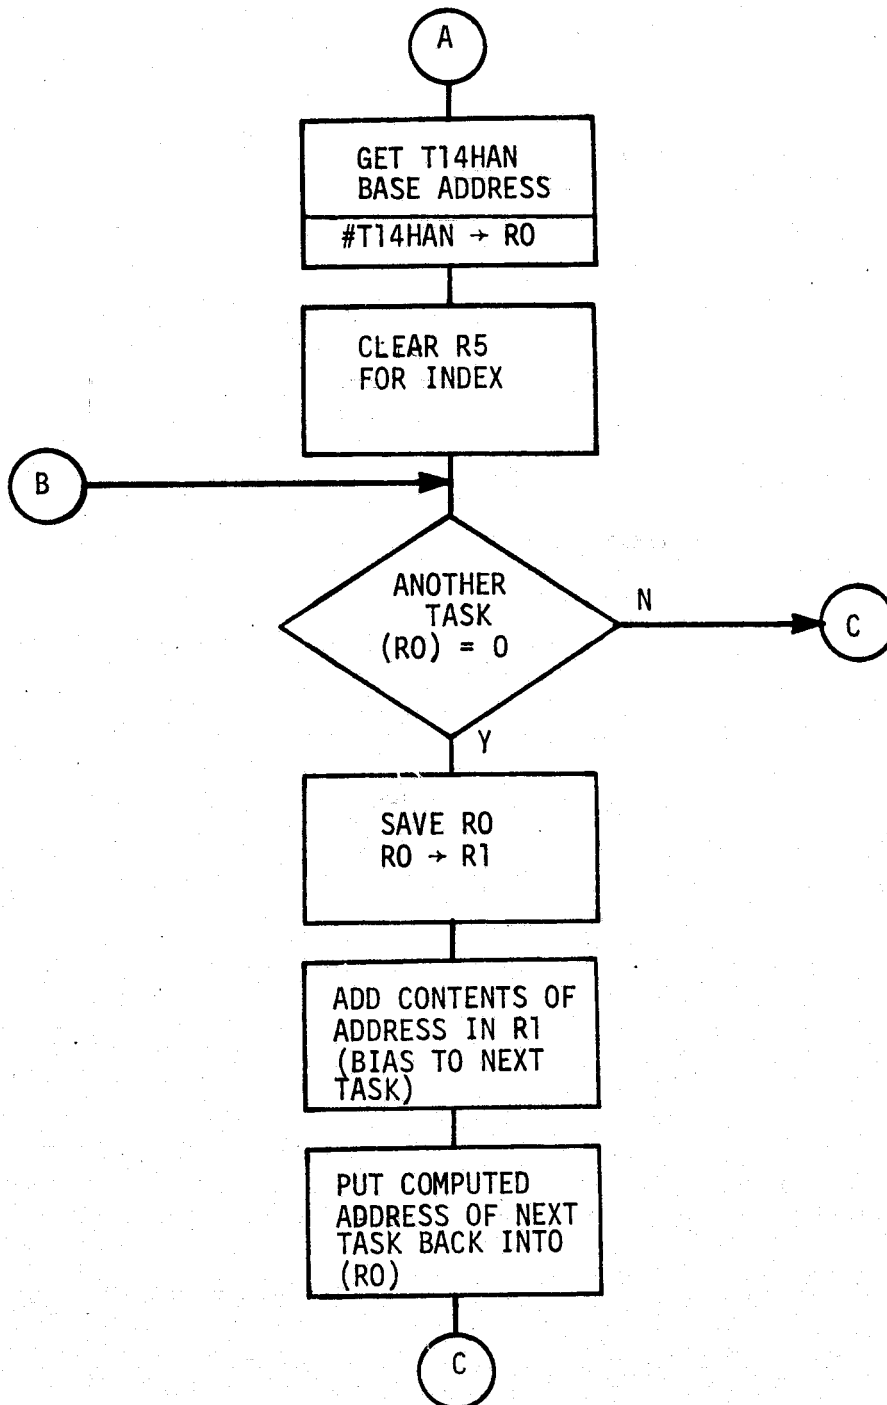 A
GET T14HAN
BASE ADDRESS
#T14HAN → R0
CLEAR R5
FOR INDEX
B
ANOTHER
TASK
(R0) = 0
N
C
Y
SAVE R0
R0 → R1
ADD CONTENTS OF
ADDRESS IN R1
(BIAS TO NEXT
TASK)
PUT COMPUTED
ADDRESS OF NEXT
TASK BACK INTO
(R0)
C